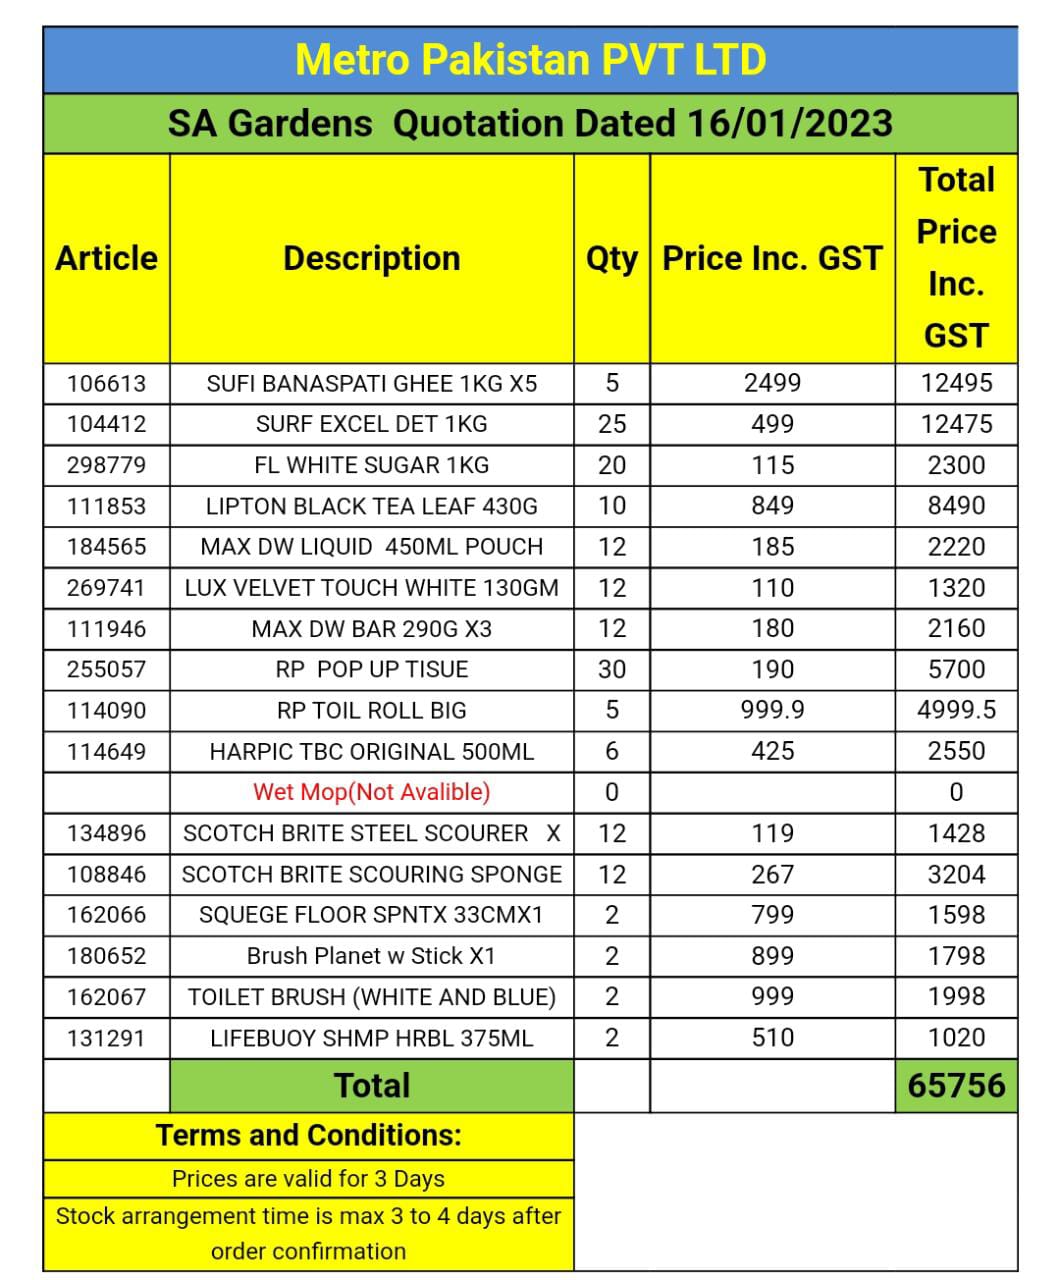 Metro Pakistan PVT LTD
SA Gardens  Quotation Dated 16/01/2023
Article Description Qty Price Inc. GST Total Price Inc. GST
106613 SUFI BANASPATI GHEE 1KG X5 5 2499 12495
104412 SURF EXCEL DET 1KG 25 499 12475
298779 FL WHITE SUGAR 1KG 20 115 2300
111853 LIPTON BLACK TEA LEAF 430G 10 849 8490
184565 MAX DW LIQUID  450ML POUCH 12 185 2220
269741 LUX VELVET TOUCH WHITE 130GM 12 110 1320
111946 MAX DW BAR 290G X3 12 180 2160
255057 RP  POP UP TISUE 30 190 5700
114090 RP TOIL ROLL BIG 5 999.9 4999.5
114649 HARPIC TBC ORIGINAL 500ML 6 425 2550
Wet Mop(Not Avalible) 0 0
134896 SCOTCH BRITE STEEL SCOURER   X 12 119 1428
108846 SCOTCH BRITE SCOURING SPONGE 12 267 3204
162066 SQUEGE FLOOR SPNTX 33CMX1 2 799 1598
180652 Brush Planet w Stick X1 2 899 1798
162067 TOILET BRUSH (WHITE AND BLUE) 2 999 1998
131291 LIFEBUOY SHMP HRBL 375ML 2 510 1020
Total 65756
Terms and Conditions:
Prices are valid for 3 Days
Stock arrangement time is max 3 to 4 days after
order confirmation